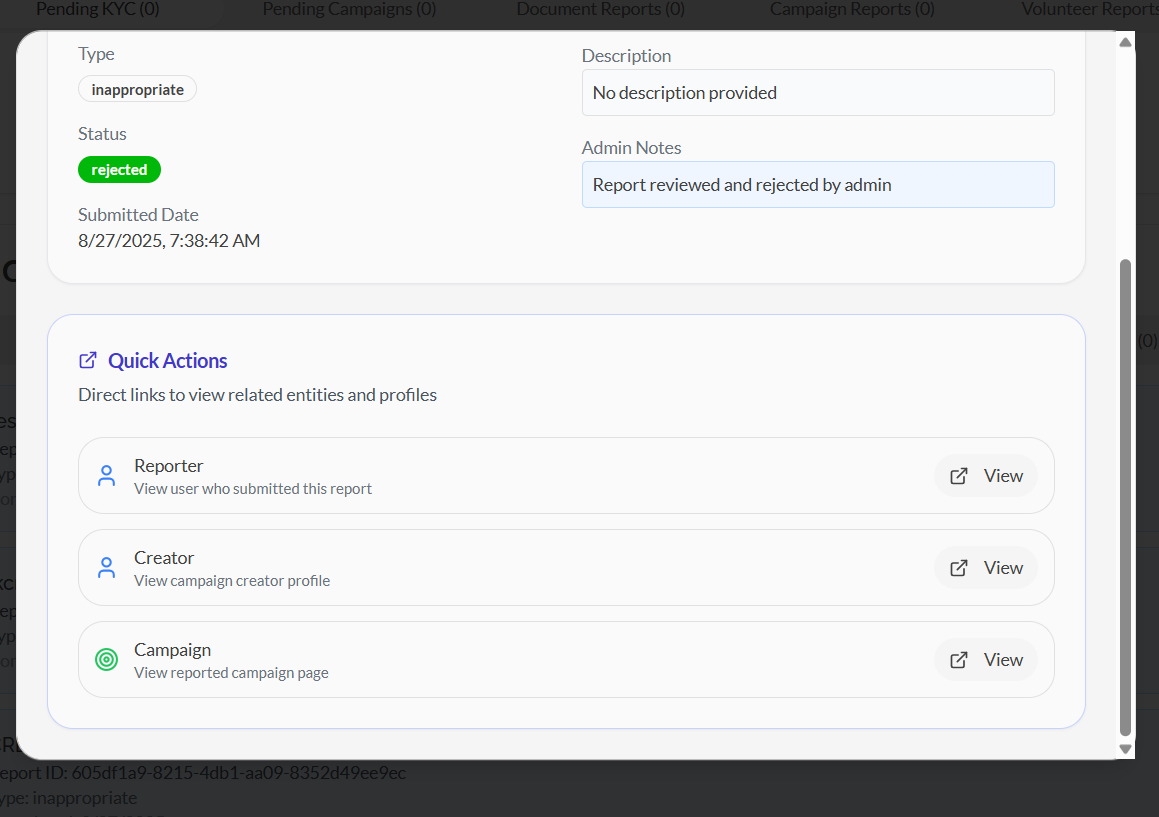 Pending KYC (0)
Pending Campaigns (0)
Document Reports (0)
Campaign Reports (0)
Volunteer Reports
Type
inappropriate
Status
rejected
Submitted Date
8/27/2025, 7:38:42 AM
Description
No description provided
Admin Notes
Report reviewed and rejected by admin
Quick Actions
Direct links to view related entities and profiles
Reporter
View user who submitted this report
View
Creator
View campaign creator profile
View
Campaign
View reported campaign page
View
(0)
eport ID: 605df1a9-8215-4db1-aa09-8352d49ee9ec
ype: inappropriate